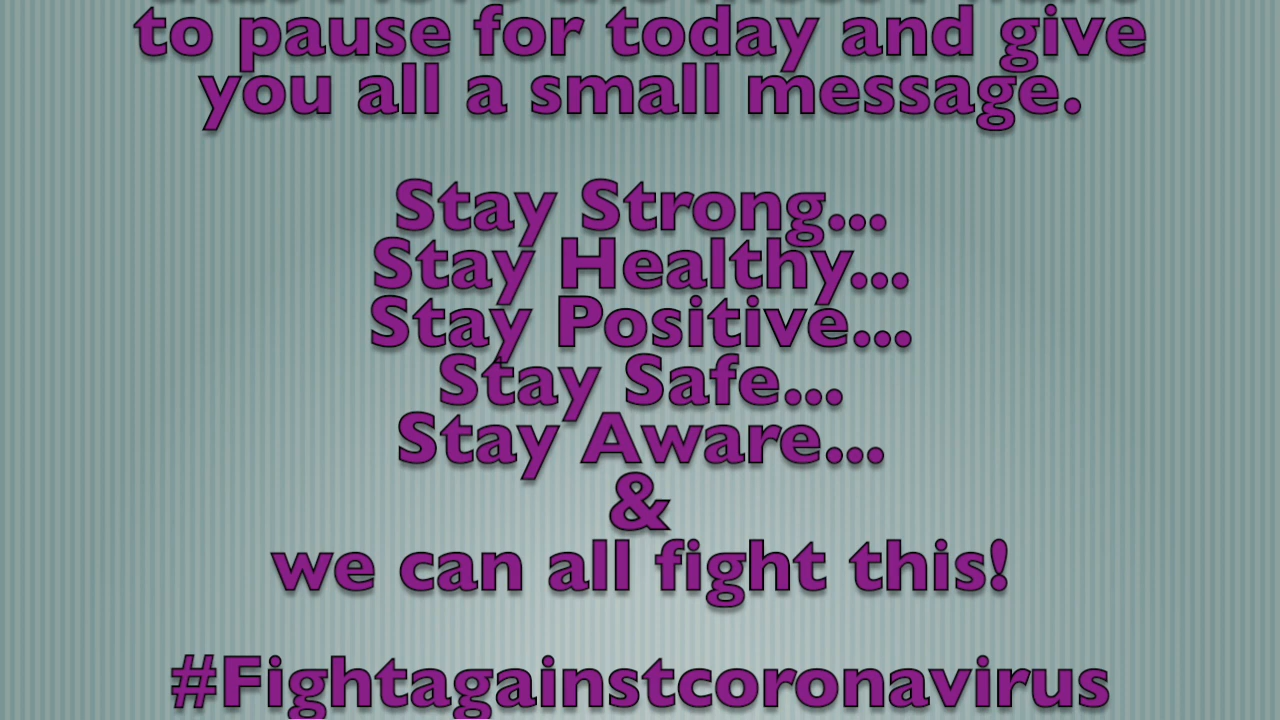 to pause for today and give
you all a small message.
Stay Strong...
Stay Healthy...
Stay Positive...
Stay Safe...
Stay Aware...
&
we can all fight this!
#Fightagainstcoronavirus